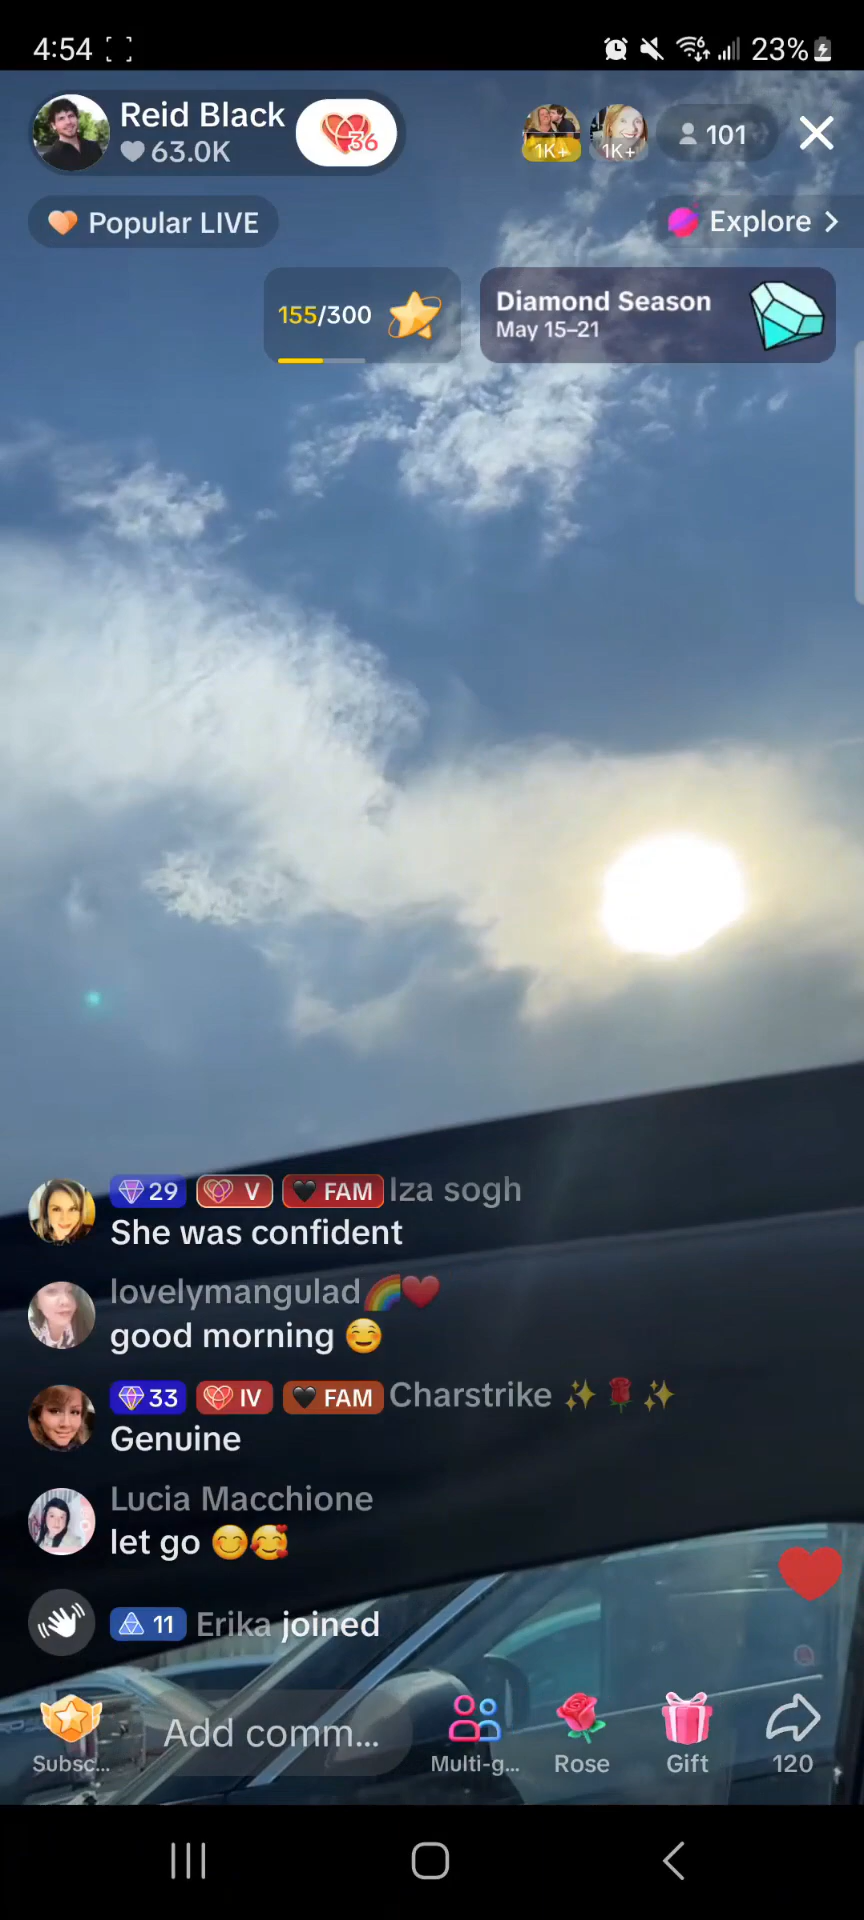 4:54
23%
Reid Black
63.0K
36
1K+
1K+
101
Popular LIVE
Explore >
155/300
Diamond Season
May 15–21
29 V FAM Iza sogh
She was confident
lovelymangulad🌈❤️
good morning ☺️
33 IV FAM Charstrike ✨🌹✨
Genuine
Lucia Macchione
let go 😊🥰
11 Erika joined
Subsc...
Add comm...
Multi-g...
Rose
Gift
120